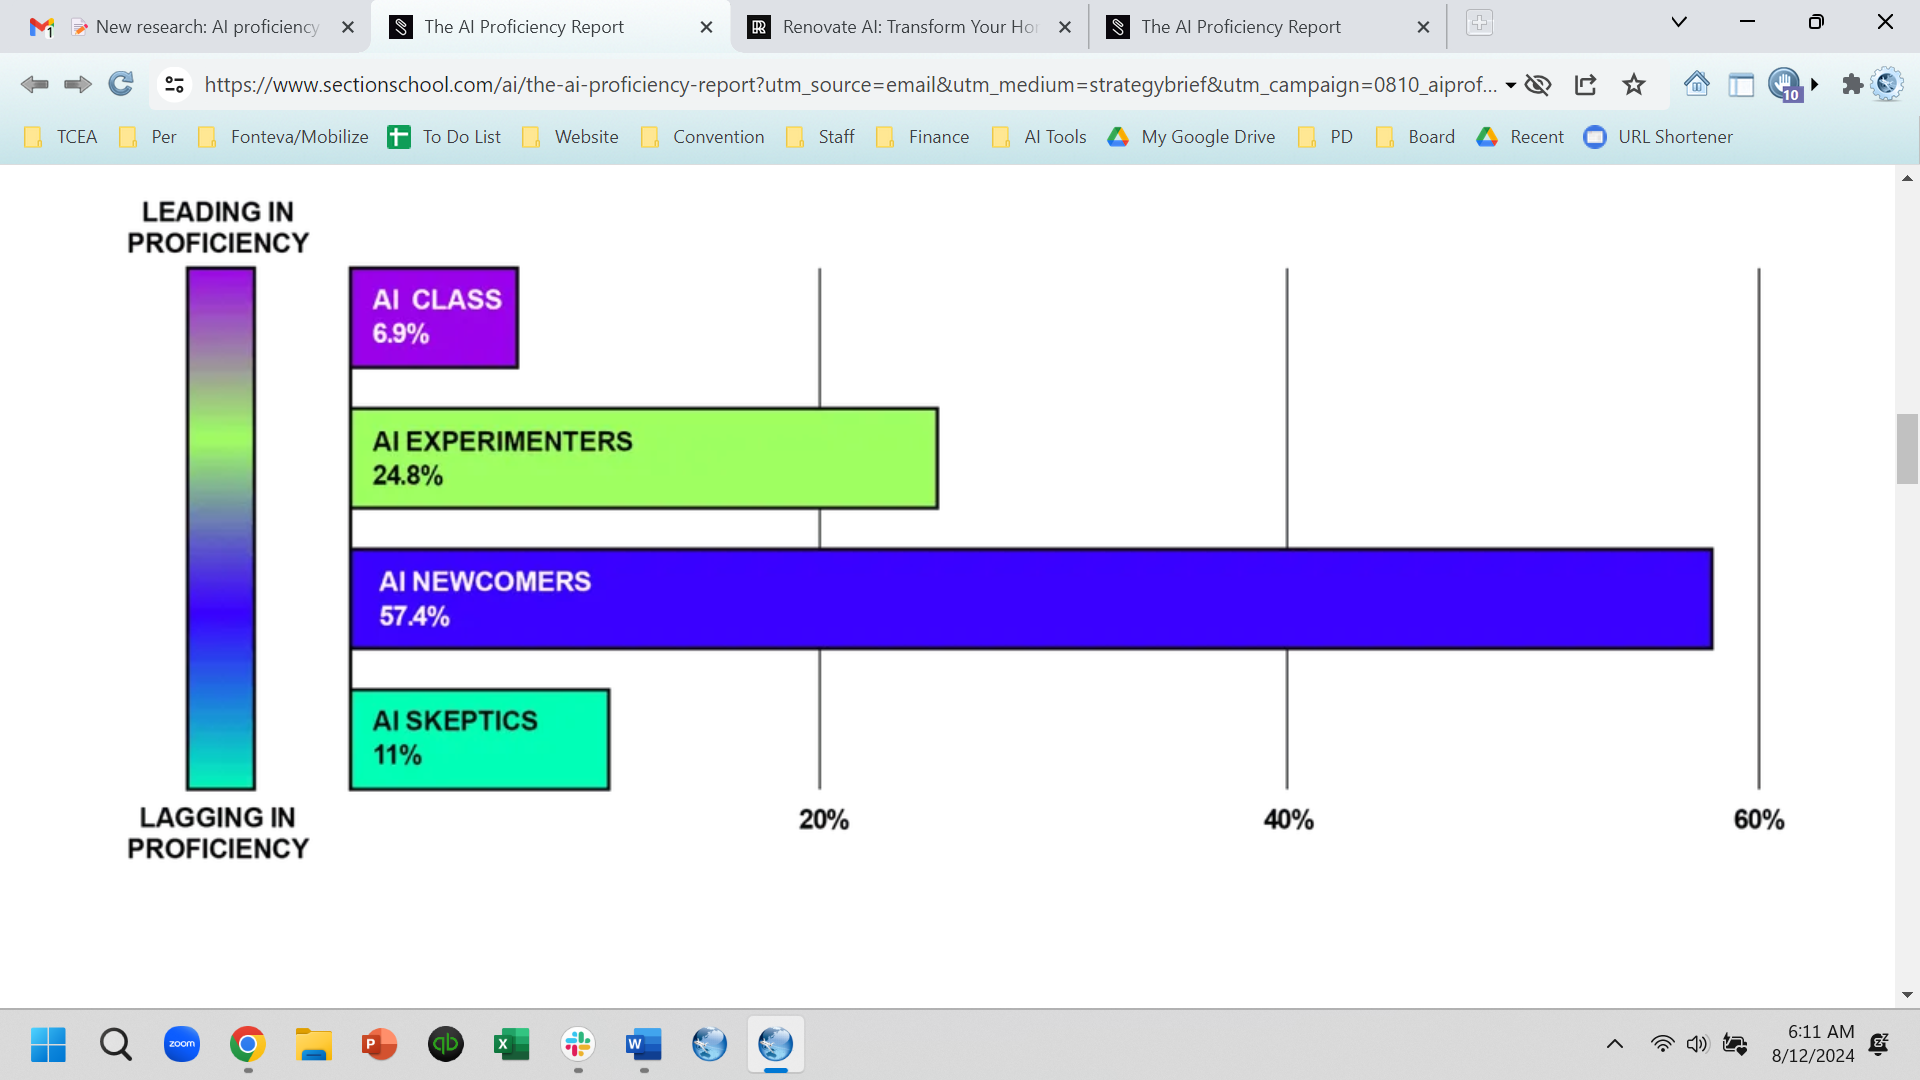 New research: AI proficiency
The AI Proficiency Report
Renovate AI: Transform Your Ho
The AI Proficiency Report
https://www.sectionschool.com/ai/the-ai-proficiency-report?utm_source=email&utm_medium=strategybrief&utm_campaign=0810_aiprof...
10
TCEA
Per
Fonteva/Mobilize
To Do List
Website
Convention
Staff
Finance
AI Tools
My Google Drive
PD
Board
Recent
URL Shortener
LEADING IN
PROFICIENCY
AI CLASS
6.9%
AI EXPERIMENTERS
24.8%
AI NEWCOMERS
57.4%
AI SKEPTICS
11%
LAGGING IN
PROFICIENCY
20%
40%
60%
zoom
P
qb
X
W
6:11 AM
8/12/2024